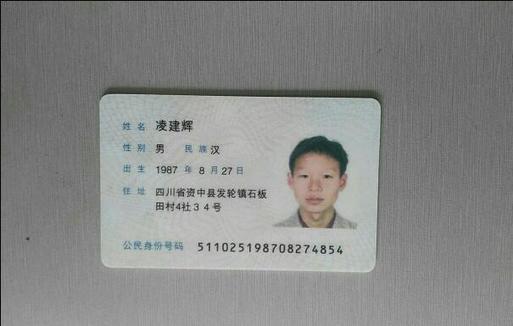 姓名 凌建辉
性别 男 民族 汉
出生 1987 年 8 月 27 日
住址 四川省资中县发轮镇石板
田村4社34号
公民身份号码 511025198708274854